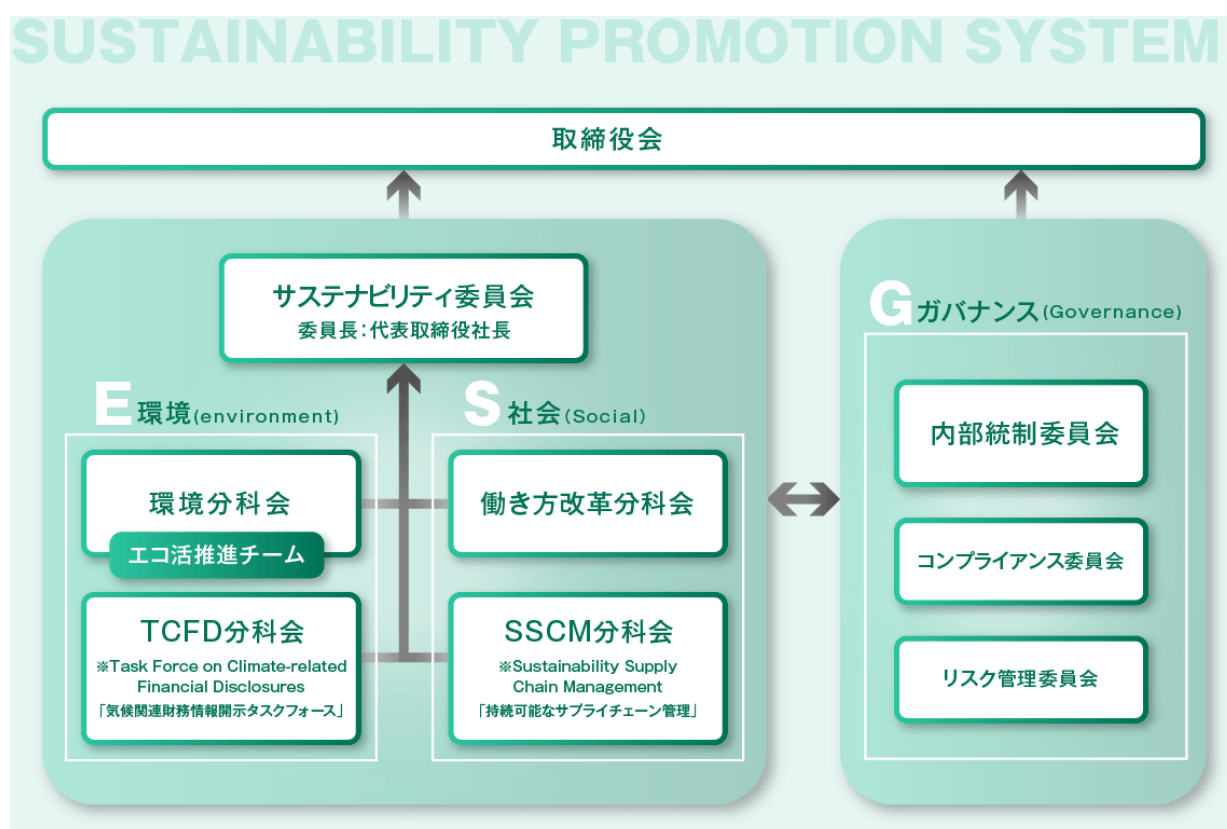 SUSTAINABILITY PROMOTION SYSTEM
取締役会
サステナビリティ委員会
委員長：代表取締役社長
E 環境(environment)
環境分科会
エコ活推進チーム
TCFD分科会
※Task Force on Climate-related
Financial Disclosures
「気候関連財務情報開示タスクフォース」
S 社会(Social)
働き方改革分科会
SSCM分科会
※Sustainability Supply
Chain Management
「持続可能なサプライチェーン管理」
G ガバナンス(Governance)
内部統制委員会
コンプライアンス委員会
リスク管理委員会